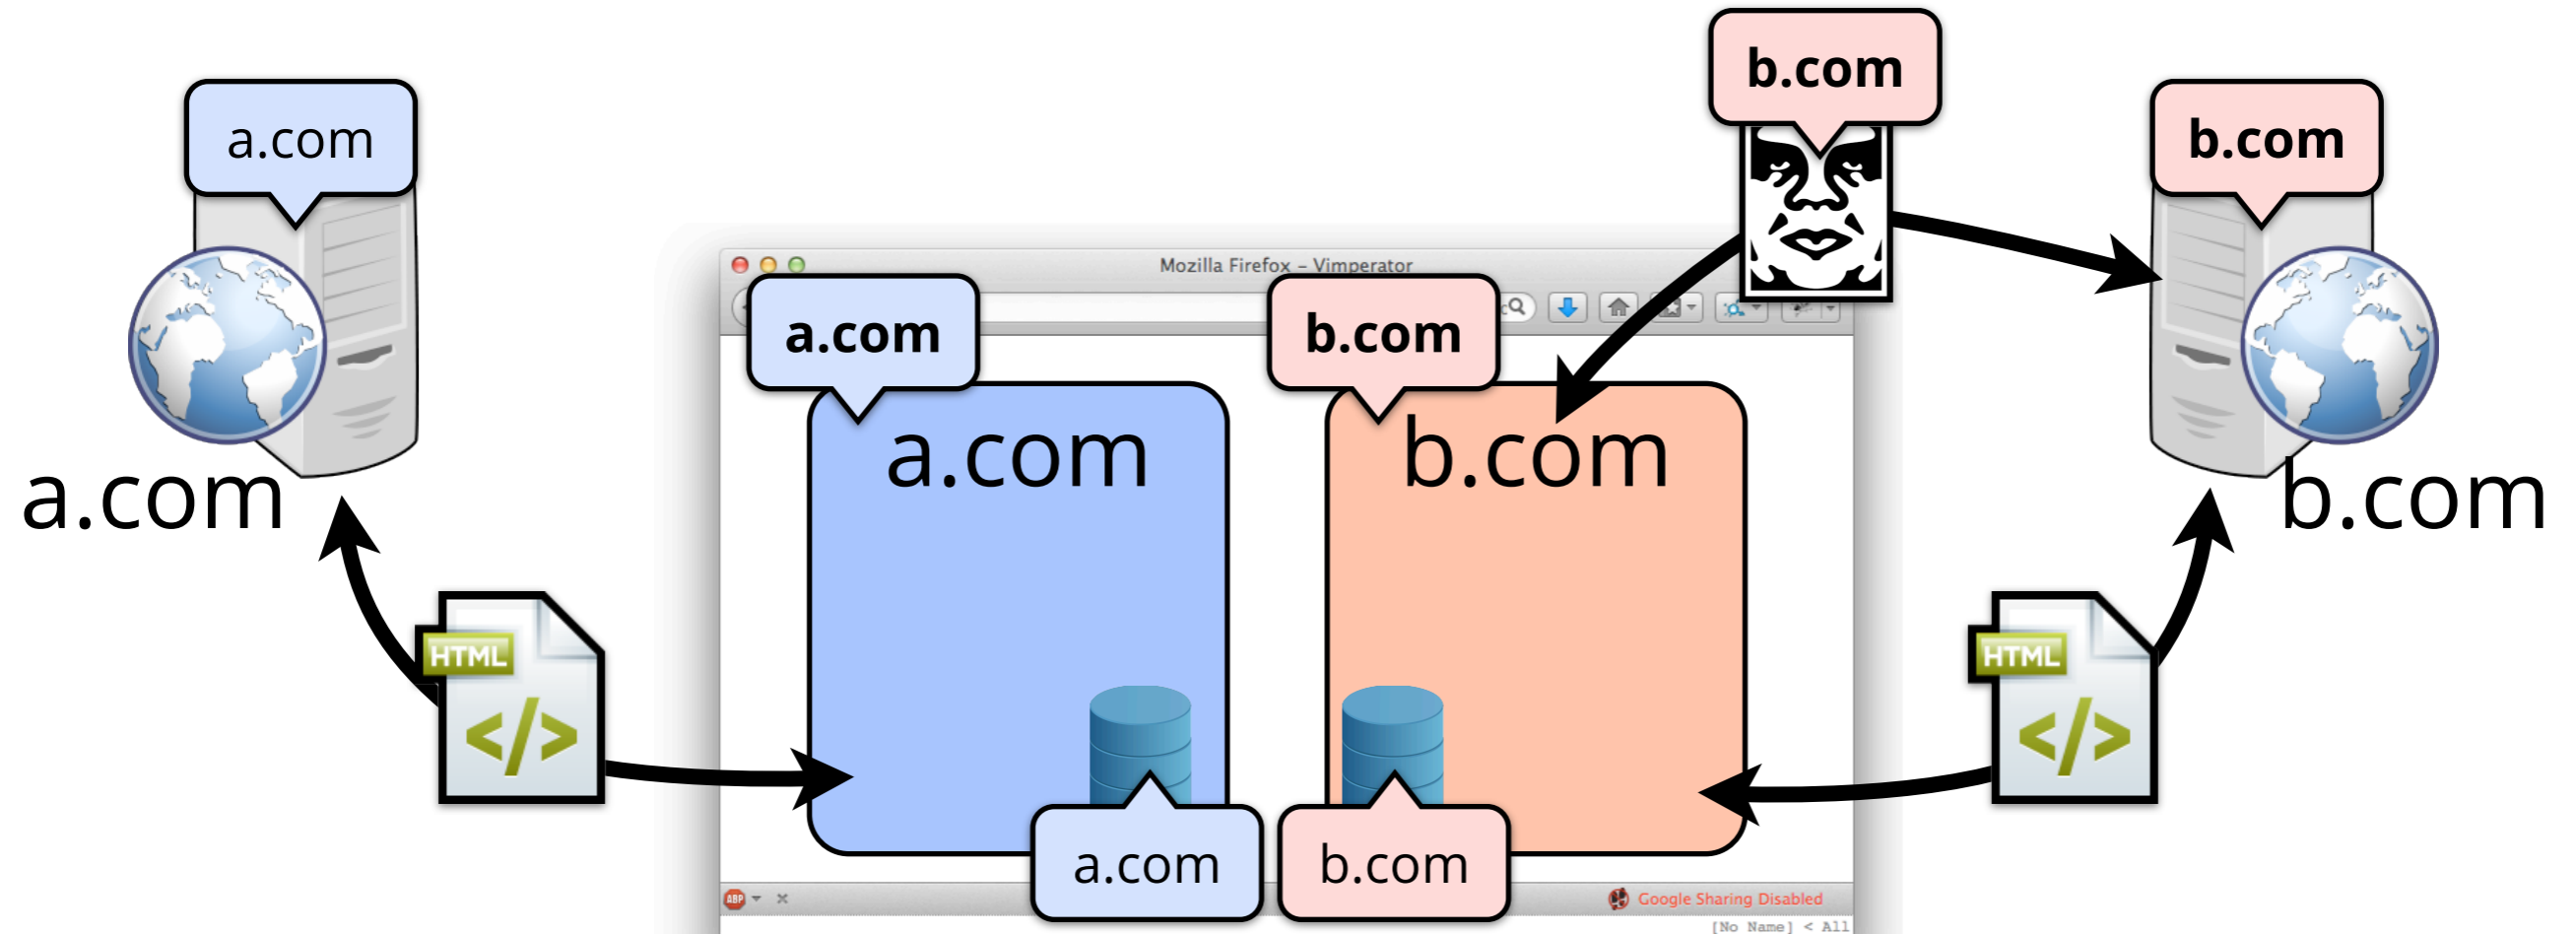 b.com
a.com
b.com
Mozilla Firefox – Vimperator
a.com
b.com
a.com
b.com
a.com
b.com
HTML
</>
HTML
</>
a.com
b.com
ABP
Google Sharing Disabled
[No Name] < All